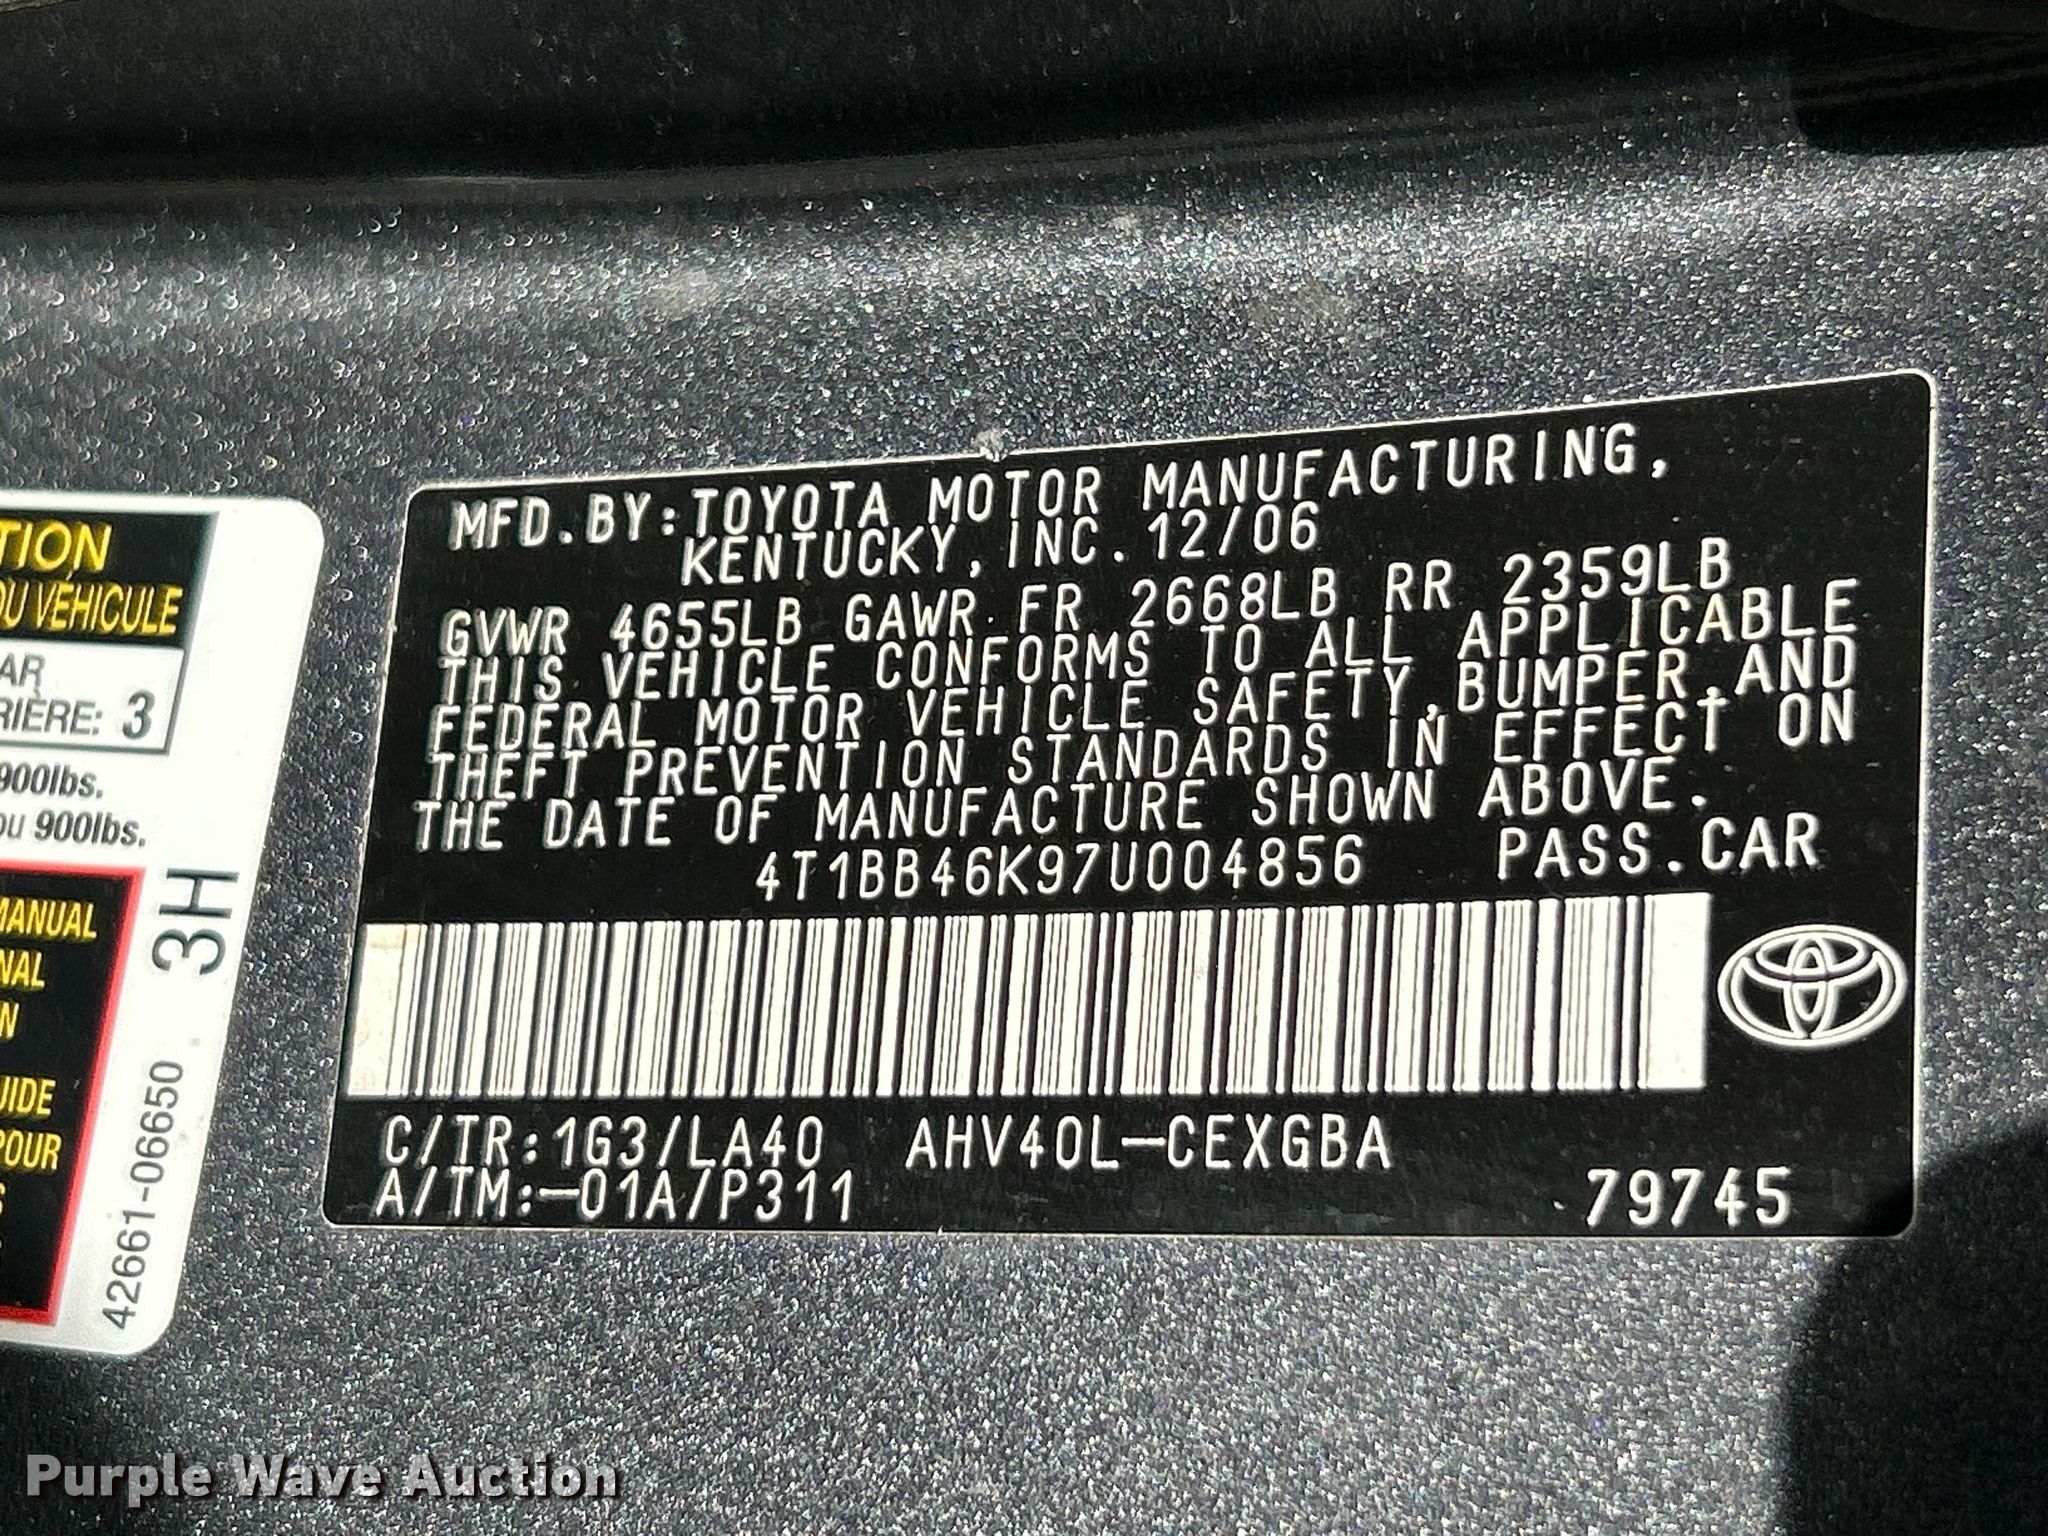 TION
DU VÉHICULE
AR
RIÈRE: 3
900lbs.
ou 900lbs.
MANUAL
NAL
N
UIDE
POUR
S
42661-06650 3H
MFD.BY:TOYOTA MOTOR MANUFACTURING,
KENTUCKY, INC. 12/06
GVWR 4655LB GAWR FR 2668LB RR 2359LB
THIS VEHICLE CONFORMS TO ALL APPLICABLE
FEDERAL MOTOR VEHICLE SAFETY, BUMPER, AND
THEFT PREVENTION STANDARDS IN EFFECT ON
THE DATE OF MANUFACTURE SHOWN ABOVE.
4T1BB46K97U004856 PASS.CAR
C/TR:1G3/LA40 AHV40L-CEXGBA
A/TM:-01A/P311 79745
Purple Wave Auction